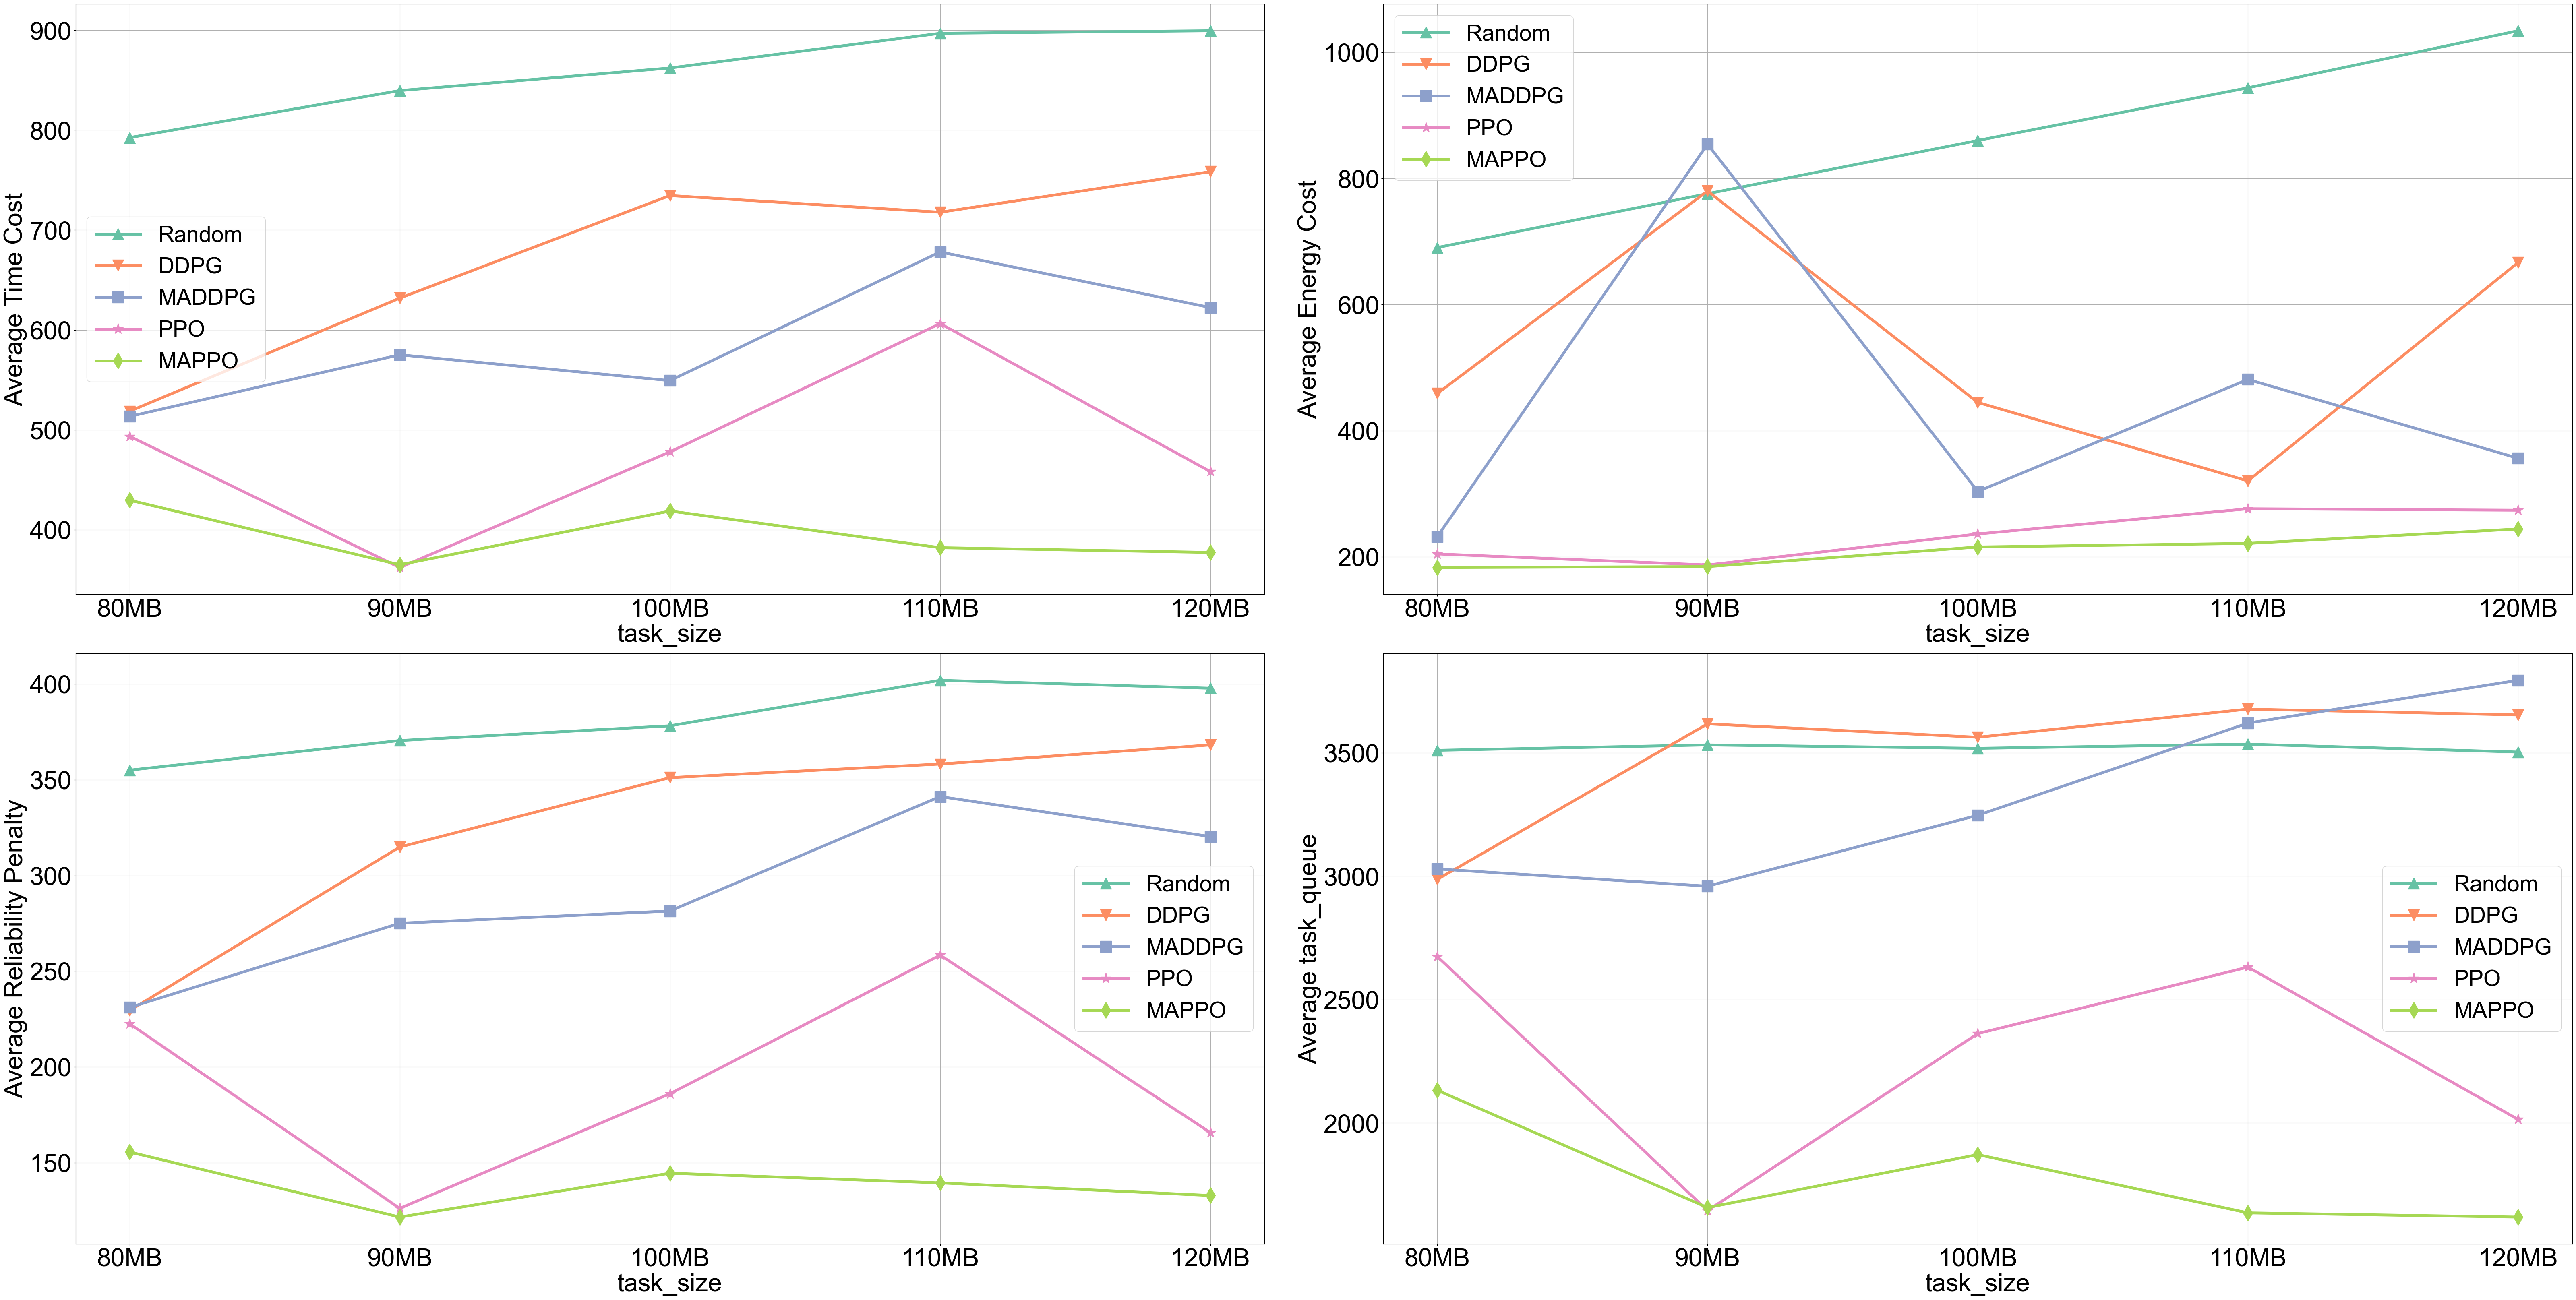 Average Time Cost
900
800
700
600
500
400
Random
DDPG
MADDPG
PPO
MAPPO
80MB 90MB 100MB 110MB 120MB
task_size
Average Energy Cost
1000
800
600
400
200
Random
DDPG
MADDPG
PPO
MAPPO
80MB 90MB 100MB 110MB 120MB
task_size
Average Reliability Penalty
400
350
300
250
200
150
Random
DDPG
MADDPG
PPO
MAPPO
80MB 90MB 100MB 110MB 120MB
task_size
Average task_queue
3500
3000
2500
2000
Random
DDPG
MADDPG
PPO
MAPPO
80MB 90MB 100MB 110MB 120MB
task_size